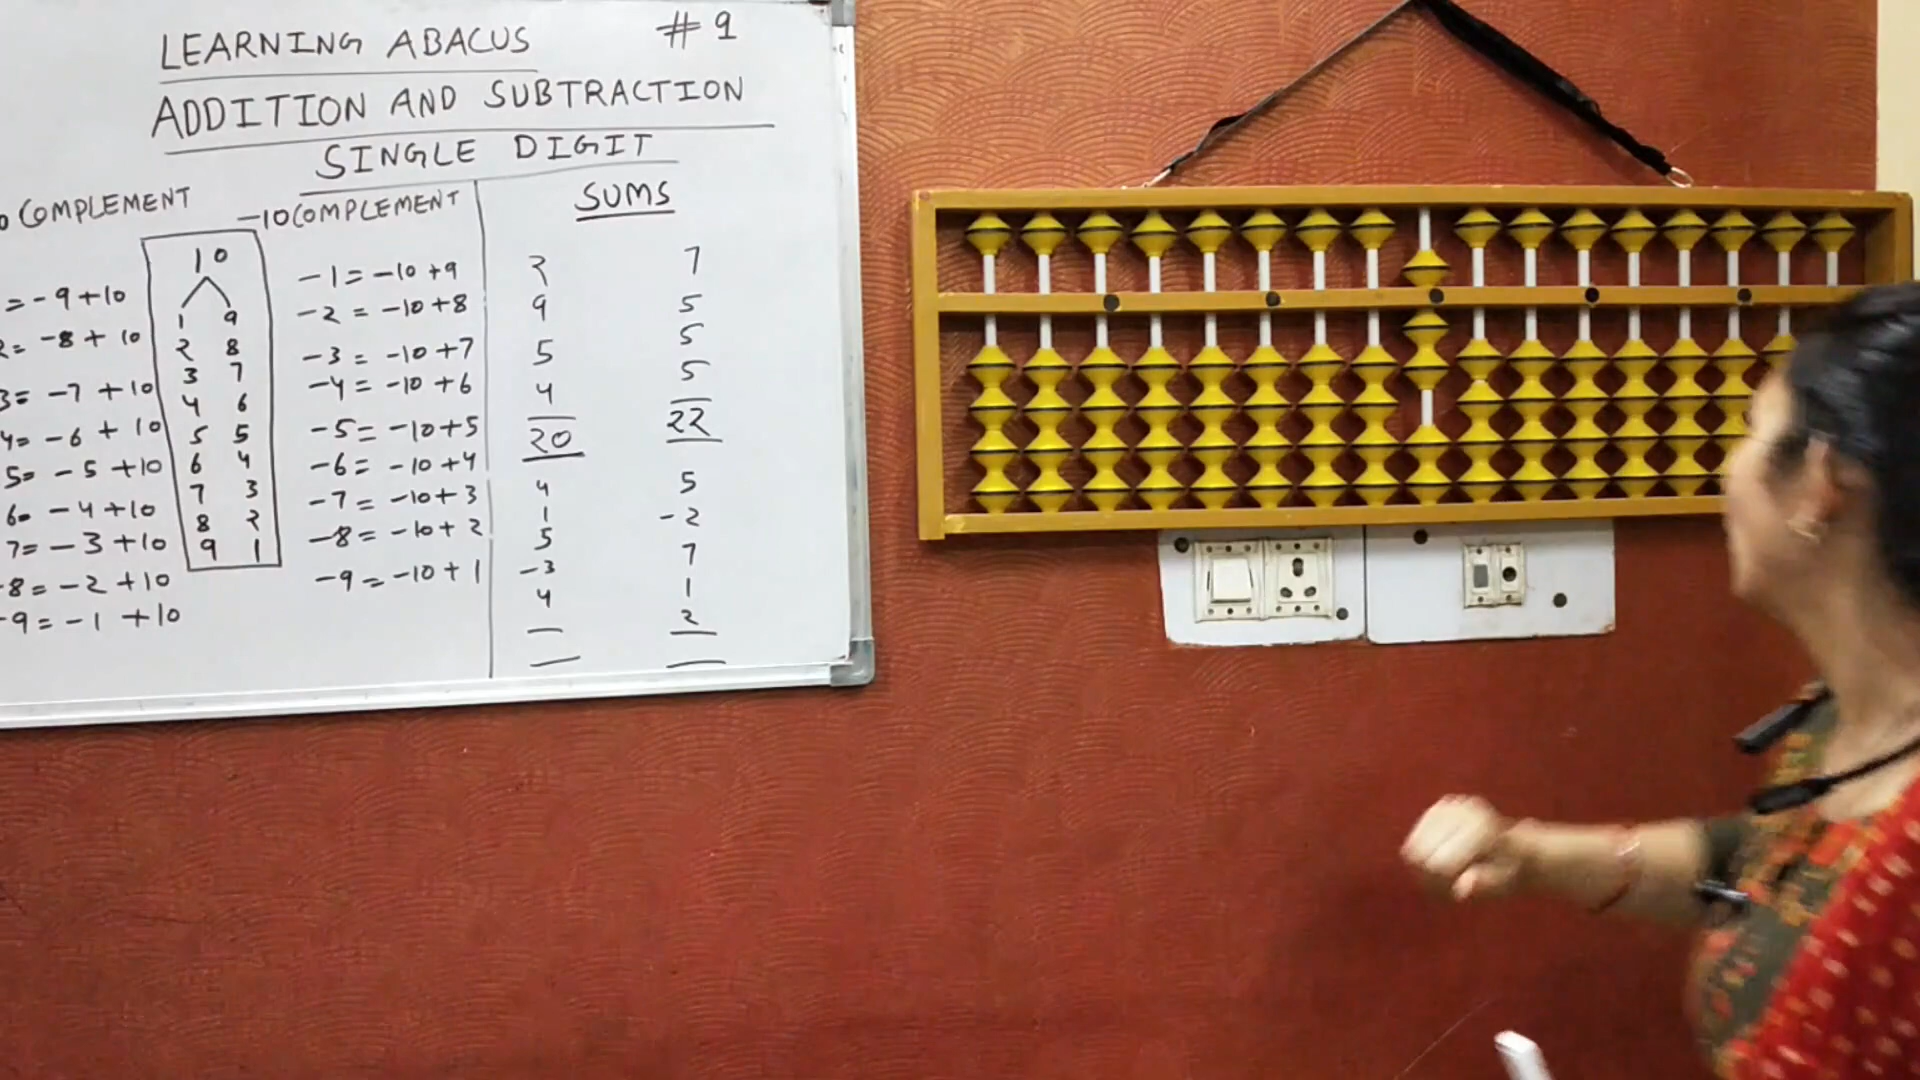 LEARNING ABACUS # 9
ADDITION AND SUBTRACTION
SINGLE DIGIT
COMPLEMENT
= -9+10
= -8+ 10
3= -7 +10
4= -6 + 10
5= -5 +10
6= -4+10
7= -3 +10
-8= -2 +10
-9= -1 +10
10
1 9
2 8
3 7
4 6
5 5
6 4
7 3
8 2
9 1
-10 COMPLEMENT
-1 = -10 +9
-2 = -10 +8
-3 = -10 +7
-4 = -10 +6
-5 = -10 +5
-6 = -10 +4
-7 = -10 + 3
-8 = -10 + 2
-9 = -10 + 1
SUMS
2
9
5
4
20
4
1
5
-3
4
7
5
5
5
22
5
-2
7
1
2